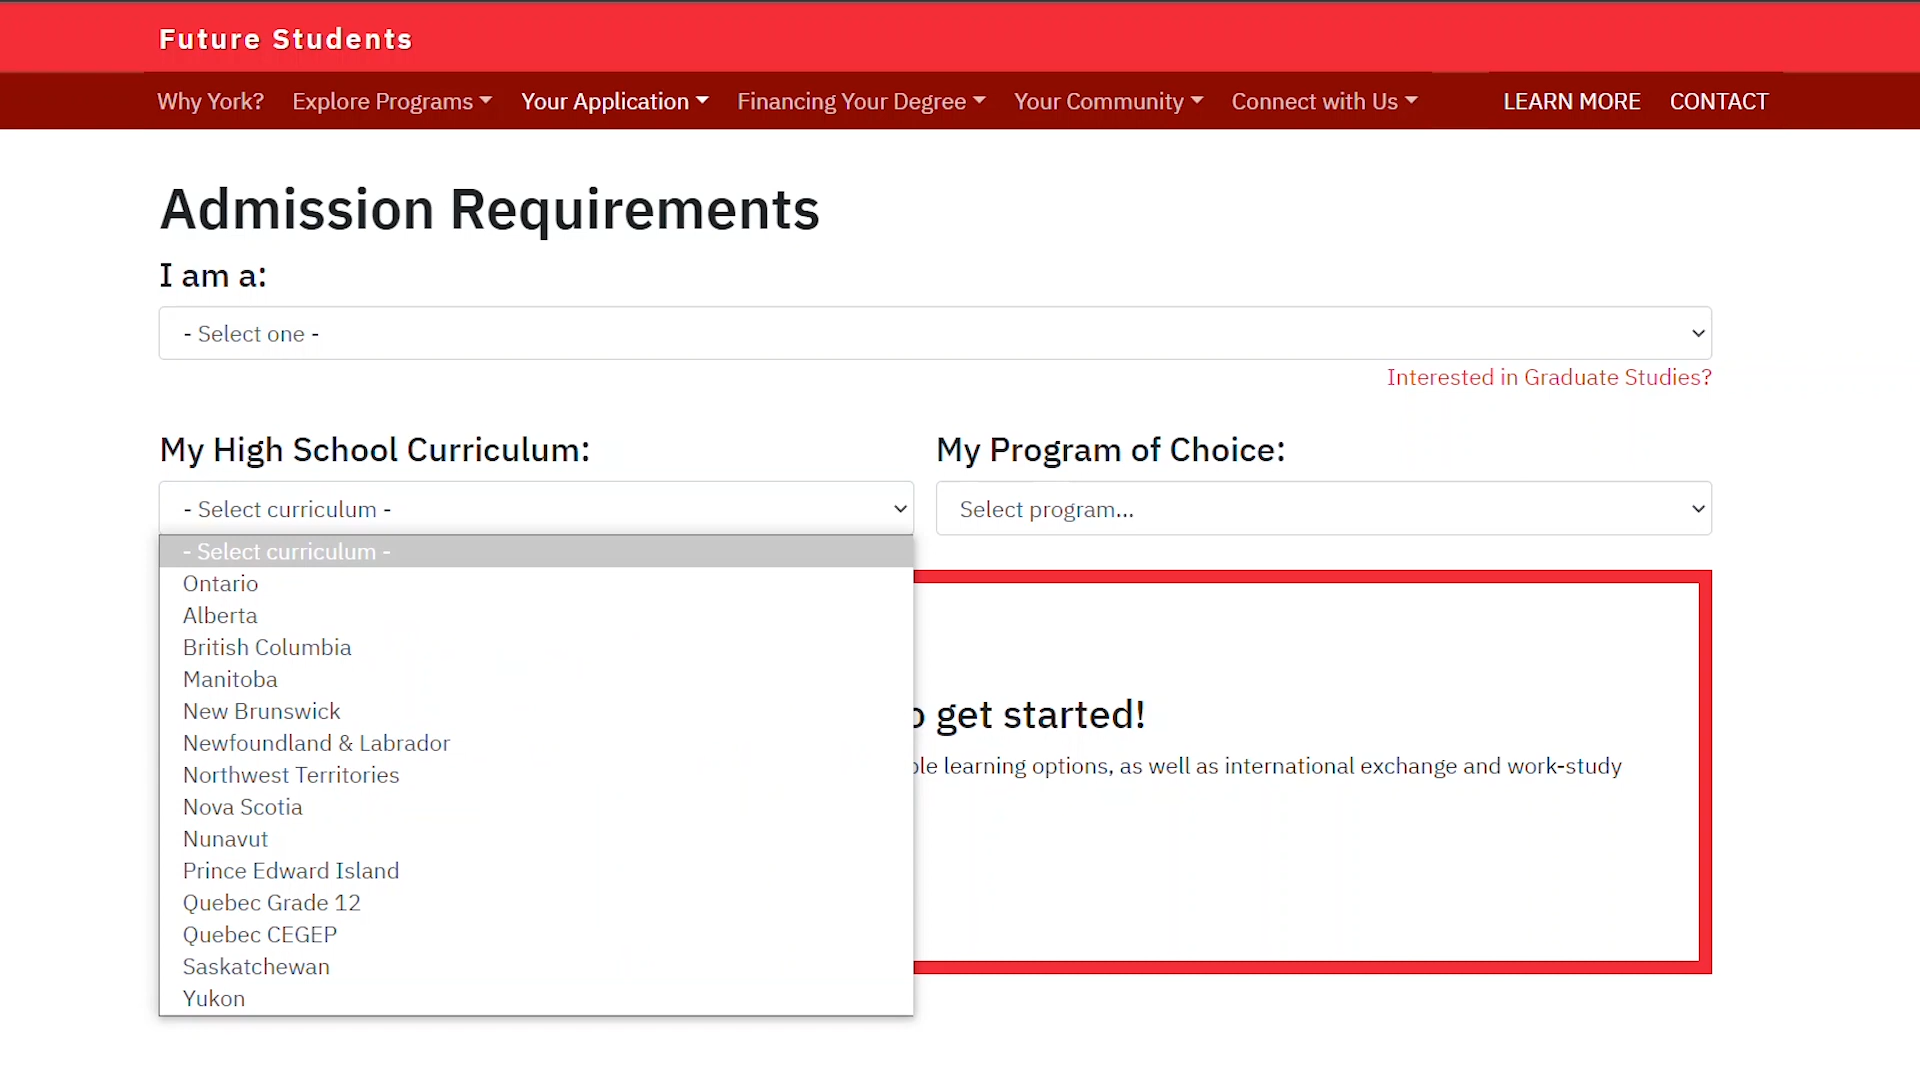 Future Students
Why York? Explore Programs Your Application Financing Your Degree Your Community Connect with Us LEARN MORE CONTACT
Admission Requirements
I am a:
- Select one -
Interested in Graduate Studies?
My High School Curriculum: My Program of Choice:
- Select curriculum - Select program...
- Select curriculum -
Ontario
Alberta
British Columbia
Manitoba
New Brunswick
get started!
Newfoundland & Labrador
learning options, as well as international exchange and work-study
Northwest Territories
Nova Scotia
Nunavut
Prince Edward Island
Quebec Grade 12
Quebec CEGEP
Saskatchewan
Yukon